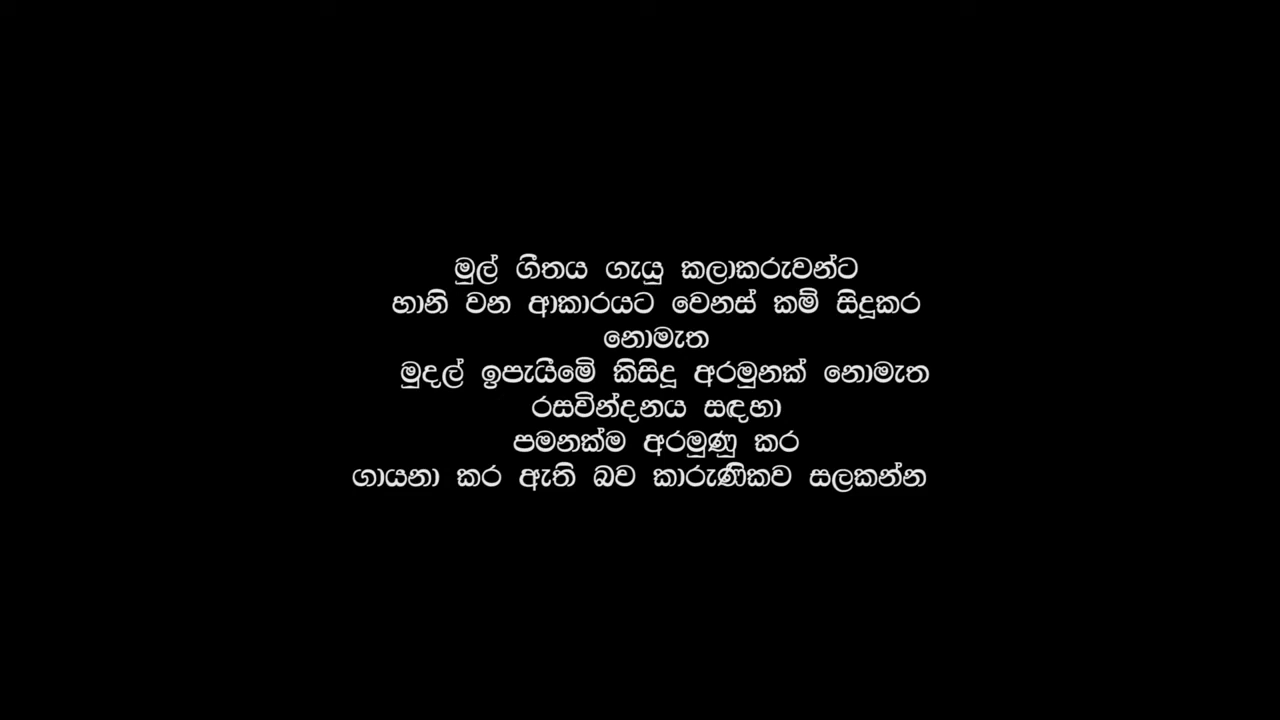 මුල් ගීතය ගැයු කලාකරුවන්ට
හානි වන ආකාරයට වෙනස් කම් සිදූකර
නොමැත
මුදල් ඉපැයීමේ කිසිදු අරමුනක් නොමැත
රසවින්දනය සඳහා
පමනක්ම අරමුණු කර
ගායනා කර ඇති බව කාරුණිකව සලකන්න